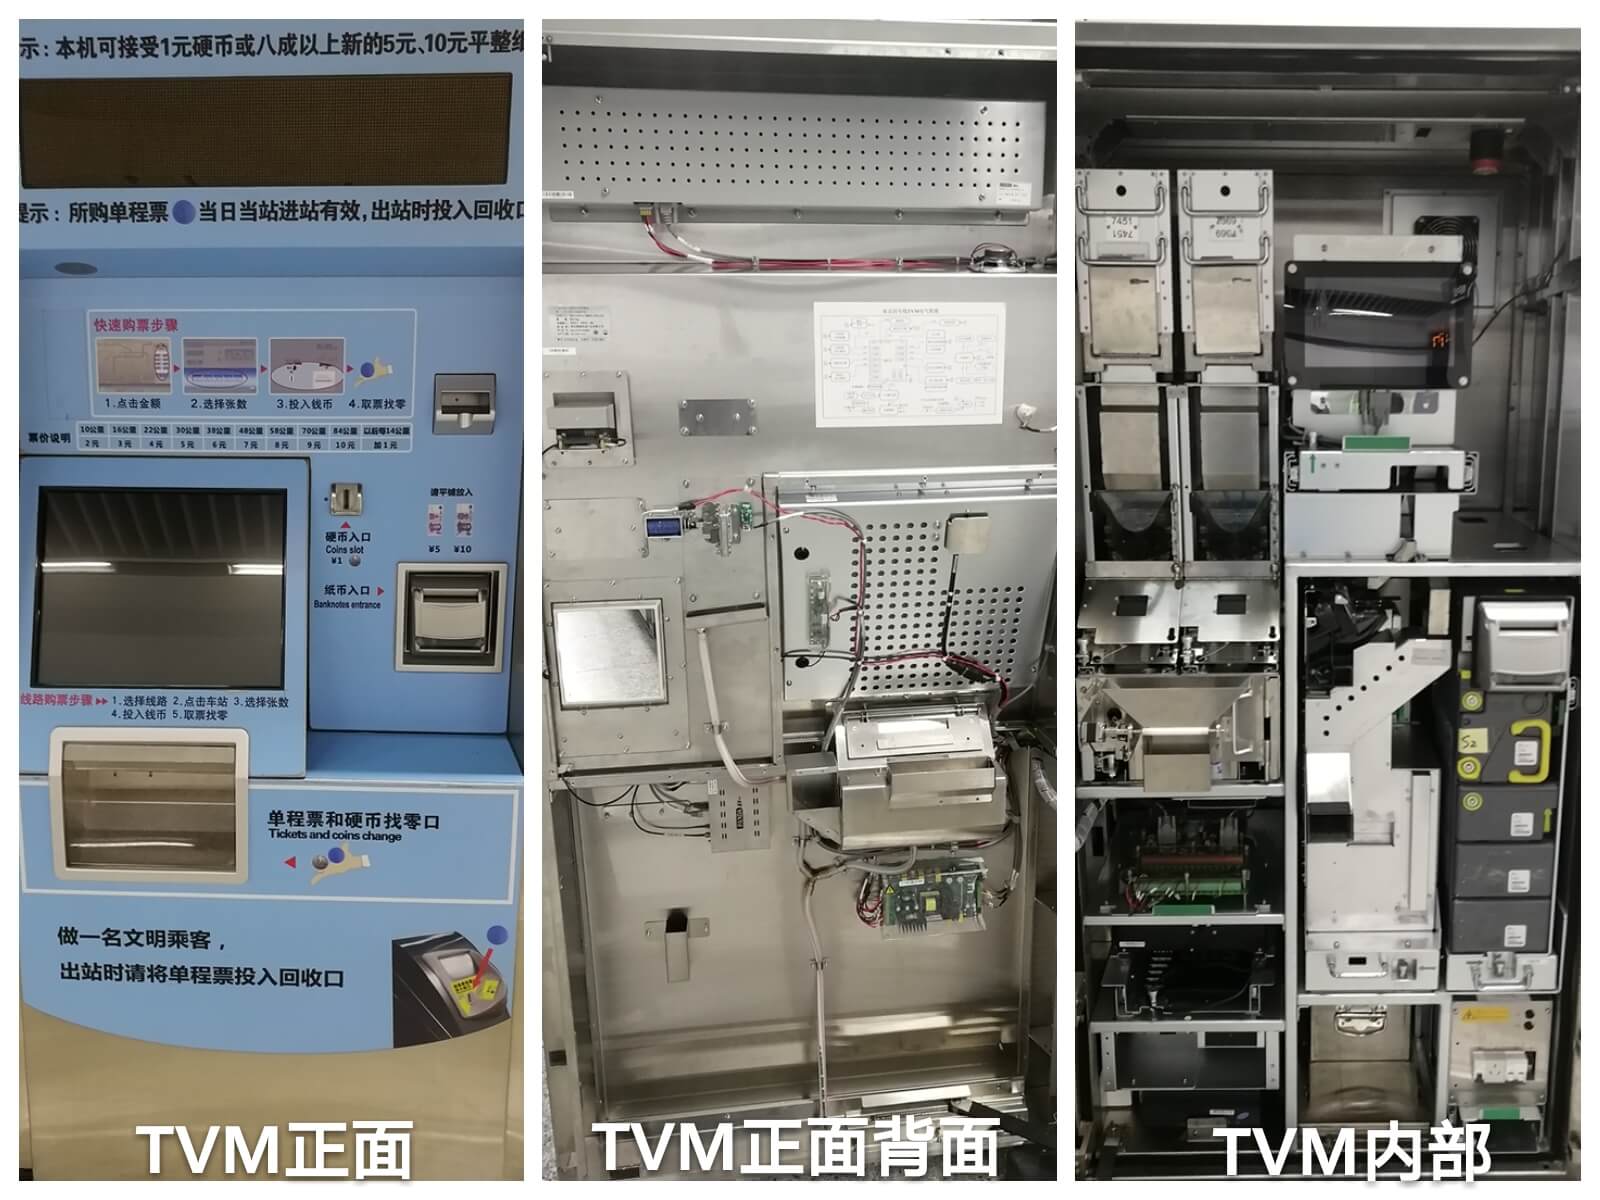 示：本机可接受1元硬币或八成以上新的5元、10元平整纸
提示：所购单程票 当日当站进站有效，出站时投入回收口
快速购票步骤
1.点击金额 2.选择张数 3.投入钱币 4.取票找零
票价说明
10公里 16公里 22公里 30公里 38公里 48公里 58公里 70公里 84公里 以后每14公里
2元 3元 4元 5元 6元 7元 8元 9元 10元 加1元
请平铺放入
¥5 ¥10
硬币入口
Coins slot
¥1
纸币入口
Banknotes entrance
线路购票步骤 1.选择线路 2.点击车站 3.选择张数
4.投入钱币 5.取票找零
单程票和硬币找零口
Tickets and coins change
做一名文明乘客，
出站时请将单程票投入回收口
TVM正面
TVM正面背面
7451
7451
S2
TVM内部